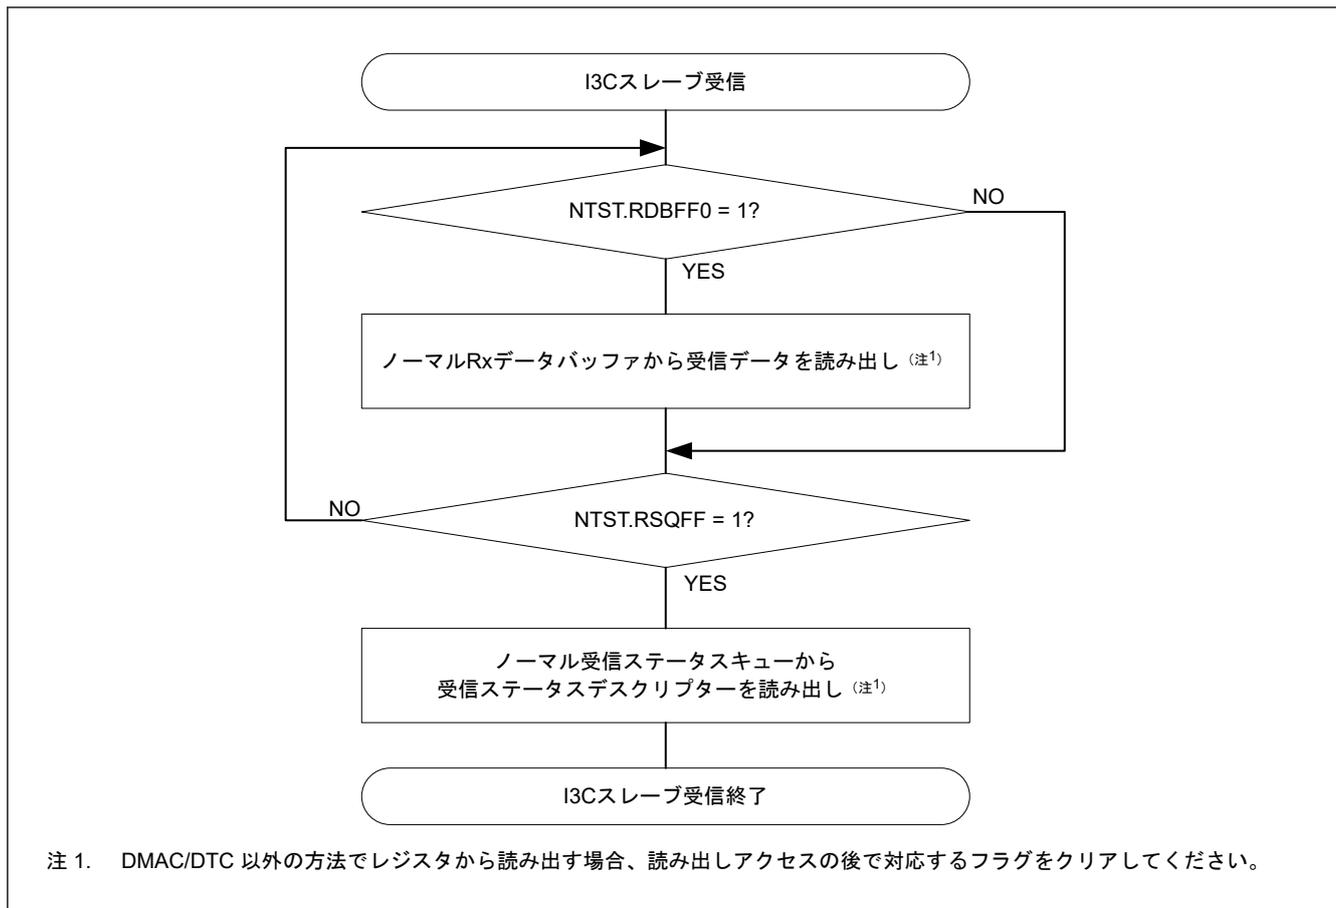 I3Cスレーブ受信
NTST.RDBFF0 = 1?
NO
YES
ノーマルRxデータバッファから受信データを読み出し（注1）
NO
NTST.RSQFF = 1?
YES
ノーマル受信ステータスキューから
受信ステータスデスクリプターを読み出し（注1）
I3Cスレーブ受信終了
注 1. DMAC/DTC 以外の方法でレジスタから読み出す場合、読み出しアクセスの後で対応するフラグをクリアしてください。